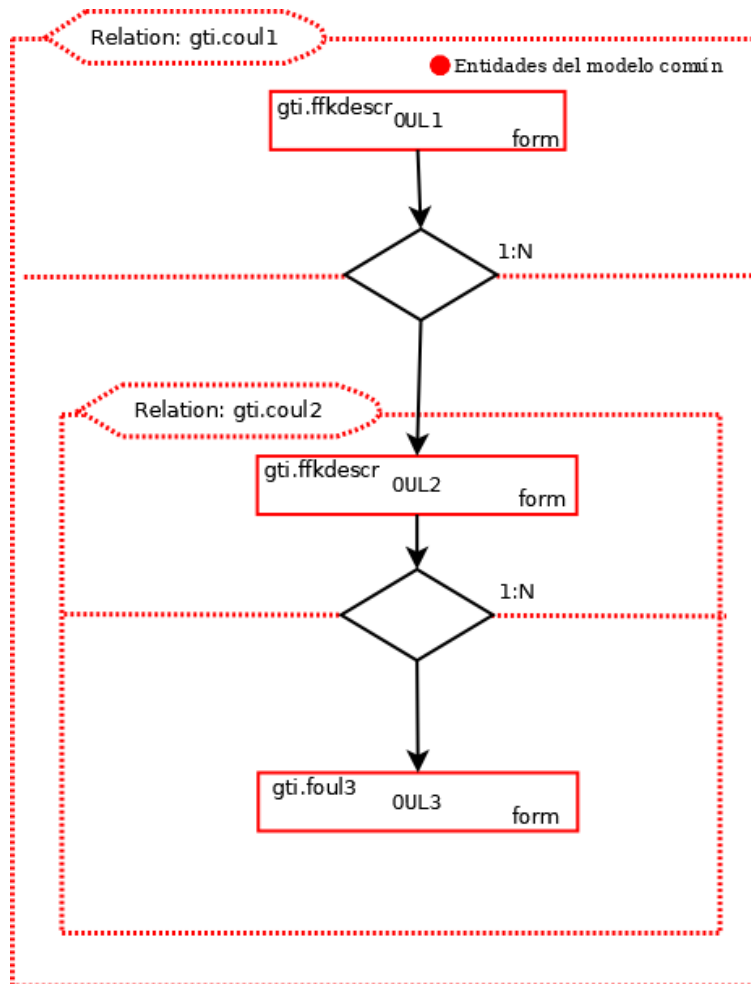 Relation: gti.coul1
Entidades del modelo común
gti.ffkdescr
0UL1
form
1:N
Relation: gti.coul2
gti.ffkdescr
0UL2
form
1:N
gti.foul3
0UL3
form